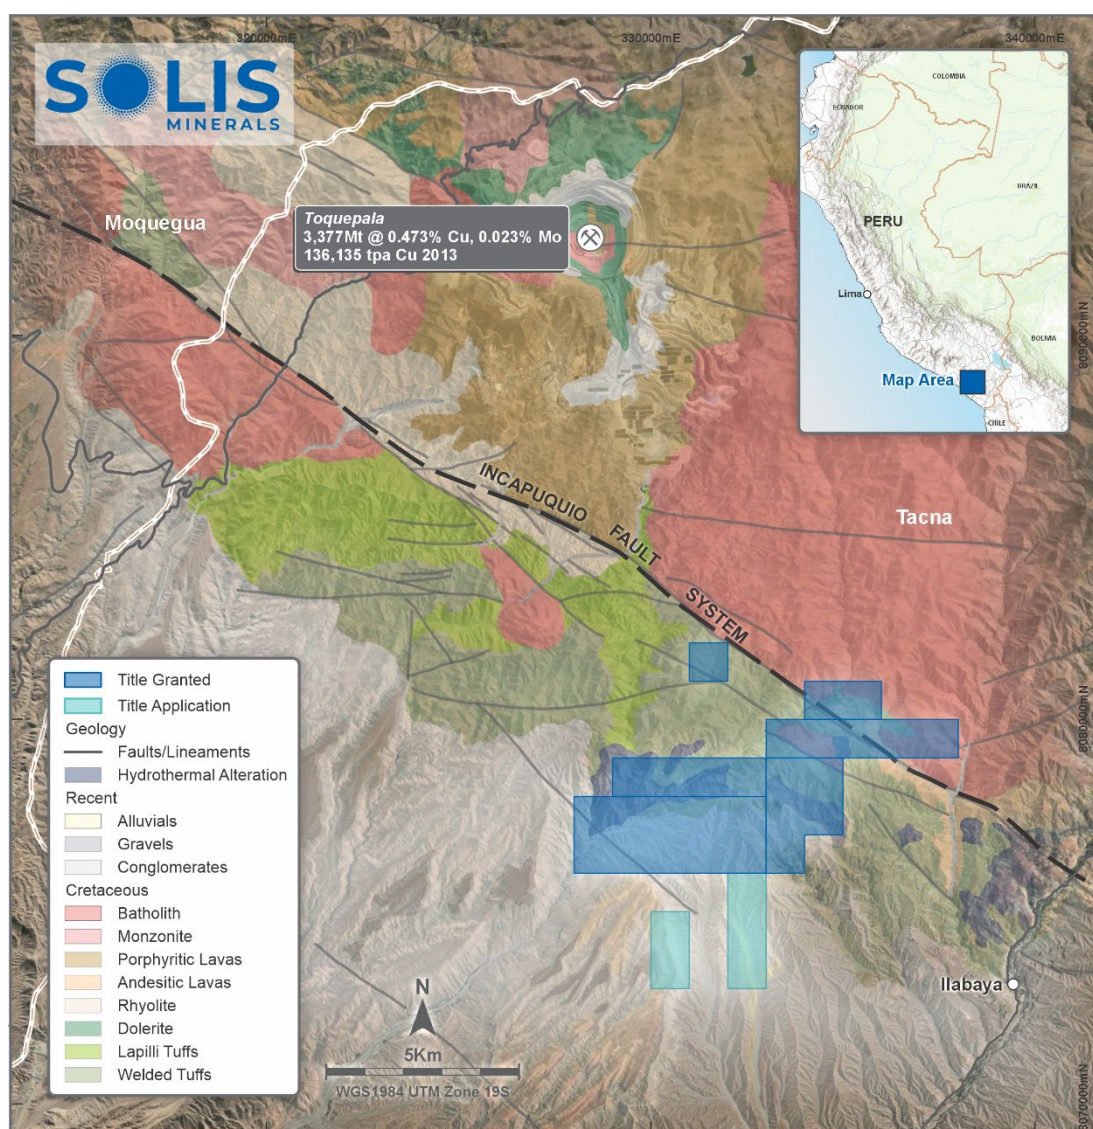 320000mE
330000mE
340000mE
SOLIS
MINERALS
COLOMBIA
ECUADOR
BRAZIL
PERU
Lima
BOLIVIA
Map Area
CHILE
Moquegua
Toquepala
3,377Mt @ 0.473% Cu, 0.023% Mo
136,135 tpa Cu 2013
8090000mN
INCAPUQUIO FAULT SYSTEM
Tacna
Title Granted
Title Application
Geology
Faults/Lineaments
Hydrothermal Alteration
Recent
Alluvials
Gravels
Conglomerates
Cretaceous
Batholith
Monzonite
Porphyritic Lavas
Andesitic Lavas
Rhyolite
Dolerite
Lapilli Tuffs
Welded Tuffs
8080000mN
Ilabaya
N
5Km
WGS1984 UTM Zone 19S
8070000mN